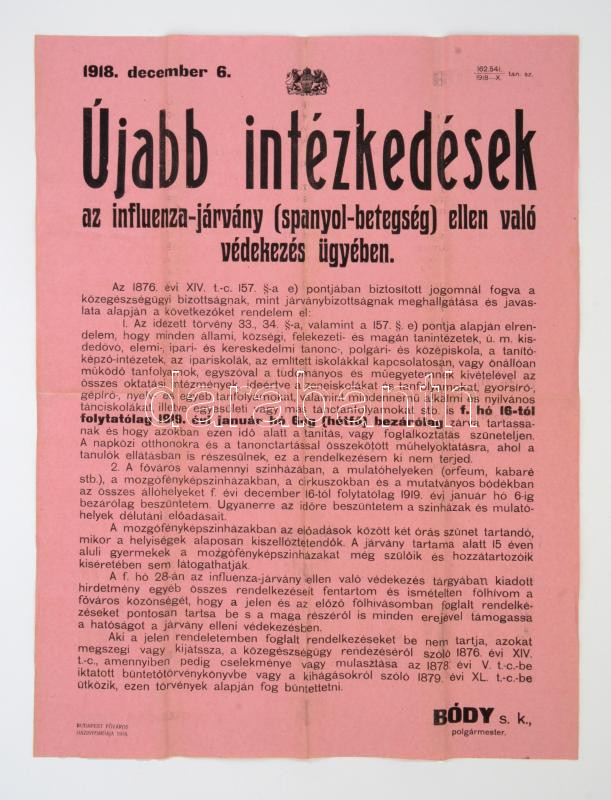 1918. december 6.
162.541.
1918—X. tan. sz.
Újabb intézkedések
az influenza-járvány (spanyol-betegség) ellen való
védekezés ügyében.
Az 1876. évi XIV. t.-c. 157. §-a e) pontjában biztosított jogomnál fogva a
közegészségügyi bizottságnak, mint járványbizottságnak meghallgatása és javas-
lata alapján a következőket rendelem el:
1. Az idézett törvény 33., 34. §-a, valamint a 157. §. e) pontja alapján elren-
delem, hogy minden állami, községi, felekezeti- és magán tanintézetek, ú. m. kis-
dedóvó, elemi-, ipari- és kereskedelmi tanonc-, polgári- és középiskola, a tanító-
képző-intézetek, az ipariskolák, az említett iskolákkal kapcsolatosan, vagy önállóan
működő tanfolyamok, egyszóval a tudományos és műegyetemnek kivételével az
összes oktatási intézmények, ideértve a zeneiskolákat és tanfolyamokat, gyorsíró-,
gépíró-, nyelv- és egyéb tanfolyamokat, valamint mindennemű alkalmi és nyilvános
tánciskolákat, illetve egyesületi vagy más tánctanfolyamokat stb. is f. hó 16-tól
folytatólag 1919. évi január hó 6-ig (hétfő) bezárólag zárva tartassa-
nak és hogy azokban ezen idő alatt a tanítás, vagy foglalkoztatás szüneteljen.
A napközi otthonokra és a tanonctartással összekötött műhelyoktatásra, ahol a
tanulók ellátásban is részesülnek, ez a rendelkezésem ki nem terjed.
2. A főváros valamennyi színházában, a mulatóhelyeken (orfeum, kabaré
stb.), a mozgófényképszínházakban, a cirkuszokban és a mutatványos bódékban
az összes állóhelyeket f. évi december 16-tól folytatólag 1919. évi január hó 6-ig
bezárólag beszüntetem. Ugyanerre az időre beszüntetem a színházak és mulató-
helyek délutáni előadásait.
A mozgófényképszínházakban az előadások között két órás szünet tartandó,
mikor a helyiségek alaposan kiszellőztetendők. A járvány tartama alatt 15 éven
aluli gyermekek a mozgófényképszínházakat még szülőik és hozzátartozóik
kíséretében sem látogathatják.
A f. hó 28-án az influenza-járvány ellen való védekezés tárgyában kiadott
hirdetmény egyéb összes rendelkezéseit fentartom és ismételten fölhívom a
főváros közönségét, hogy a jelen és az előző fölhívásomban foglalt rendelke-
zéseket pontosan tartsa be s a maga részéről is minden erejével támogassa
a hatóságot a járvány elleni védekezésben.
Aki a jelen rendeletemben foglalt rendelkezéseket be nem tartja, azokat
megszegi vagy kijátssza, a közegészségügy rendezéséről szóló 1876. évi XIV.
t.-c., amennyiben pedig cselekménye vagy mulasztása az 1878. évi V. t.-c.-be
iktatott büntetőtörvénykönyvbe vagy a kihágásokról szóló 1879. évi XL. t.-c.-be
ütközik, ezen törvények alapján fog büntettetni.
BÓDY s. k.,
polgármester.
BUDAPEST FŐVÁROS
HÁZINYOMDÁJA 1918.
darabanth